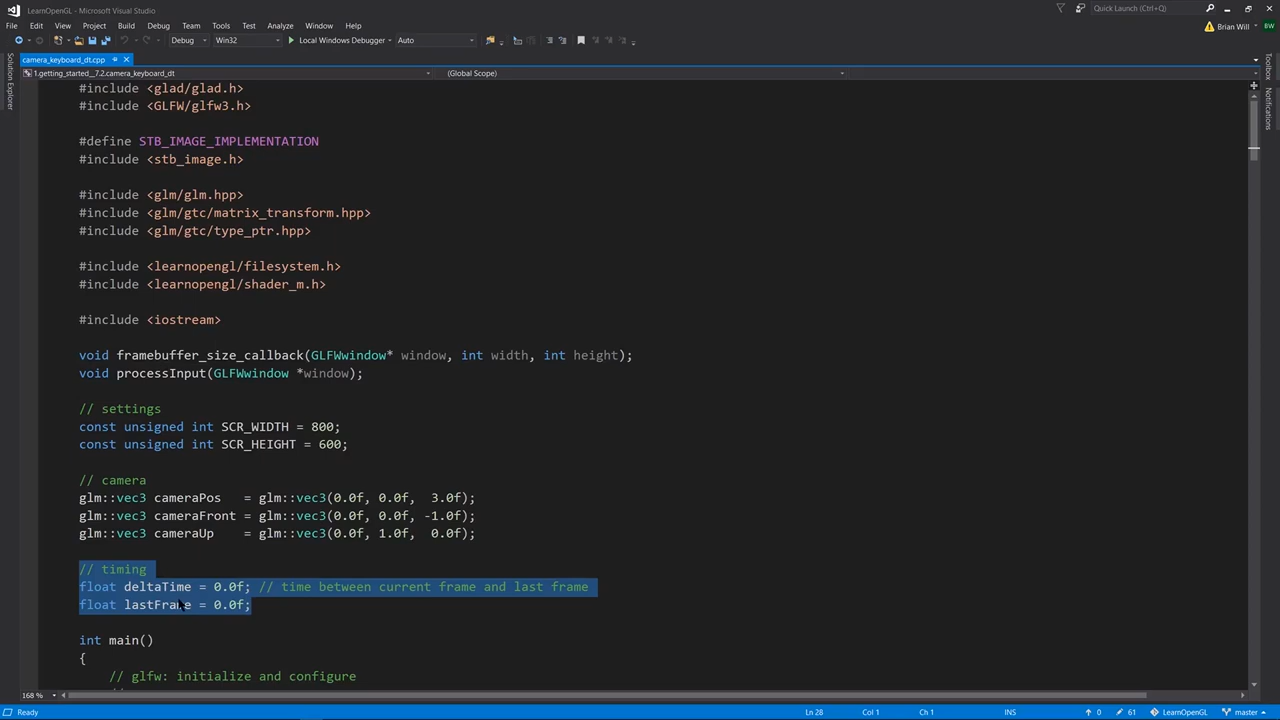 LearnOpenGL - Microsoft Visual Studio
Quick Launch (Ctrl+Q)
File Edit View Project Build Debug Team Tools Test Analyze Window Help
Brian Will BW
Debug Win32 Local Windows Debugger Auto
camera_keyboard_dt.cpp
1.getting_started__7.2.camera_keyboard_dt (Global Scope)
Solution Explorer
Toolbox
Notifications
#include <glad/glad.h>
#include <GLFW/glfw3.h>
#define STB_IMAGE_IMPLEMENTATION
#include <stb_image.h>
#include <glm/glm.hpp>
#include <glm/gtc/matrix_transform.hpp>
#include <glm/gtc/type_ptr.hpp>
#include <learnopengl/filesystem.h>
#include <learnopengl/shader_m.h>
#include <iostream>
void framebuffer_size_callback(GLFWwindow* window, int width, int height);
void processInput(GLFWwindow *window);
// settings
const unsigned int SCR_WIDTH = 800;
const unsigned int SCR_HEIGHT = 600;
// camera
glm::vec3 cameraPos   = glm::vec3(0.0f, 0.0f,  3.0f);
glm::vec3 cameraFront = glm::vec3(0.0f, 0.0f, -1.0f);
glm::vec3 cameraUp    = glm::vec3(0.0f, 1.0f,  0.0f);
// timing
float deltaTime = 0.0f; // time between current frame and last frame
float lastFrame = 0.0f;
int main()
{
// glfw: initialize and configure
168 %
Ready Ln 28 Col 1 Ch 1 INS 0 61 LearnOpenGL master